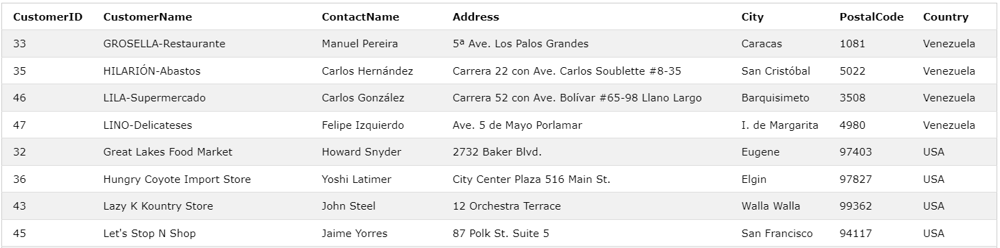 CustomerID CustomerName ContactName Address City PostalCode Country
33 GROSELLA-Restaurante Manuel Pereira 5ª Ave. Los Palos Grandes Caracas 1081 Venezuela
35 HILARIÓN-Abastos Carlos Hernández Carrera 22 con Ave. Carlos Soublette #8-35 San Cristóbal 5022 Venezuela
46 LILA-Supermercado Carlos González Carrera 52 con Ave. Bolívar #65-98 Llano Largo Barquisimeto 3508 Venezuela
47 LINO-Delicateses Felipe Izquierdo Ave. 5 de Mayo Porlamar I. de Margarita 4980 Venezuela
32 Great Lakes Food Market Howard Snyder 2732 Baker Blvd. Eugene 97403 USA
36 Hungry Coyote Import Store Yoshi Latimer City Center Plaza 516 Main St. Elgin 97827 USA
43 Lazy K Kountry Store John Steel 12 Orchestra Terrace Walla Walla 99362 USA
45 Let's Stop N Shop Jaime Yorres 87 Polk St. Suite 5 San Francisco 94117 USA